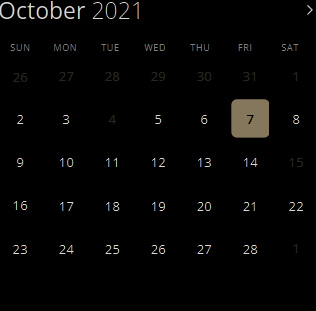 October 2021 >
SUN MON TUE WED THU FRI SAT
26 27 28 29 30 31 1
2 3 4 5 6 7 8
9 10 11 12 13 14 15
16 17 18 19 20 21 22
23 24 25 26 27 28 1